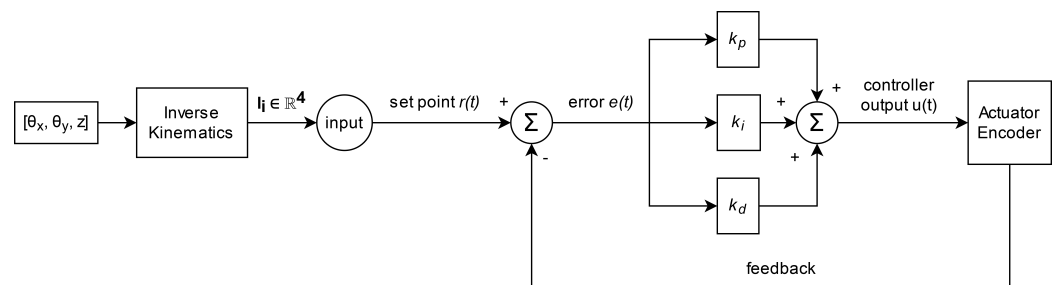 [θx, θy, z]
Inverse
Kinematics
li ∈ ℝ4
input
set point r(t)
+
Σ
-
error e(t)
kp
ki
kd
+
+
+
Σ
controller
output u(t)
Actuator
Encoder
feedback